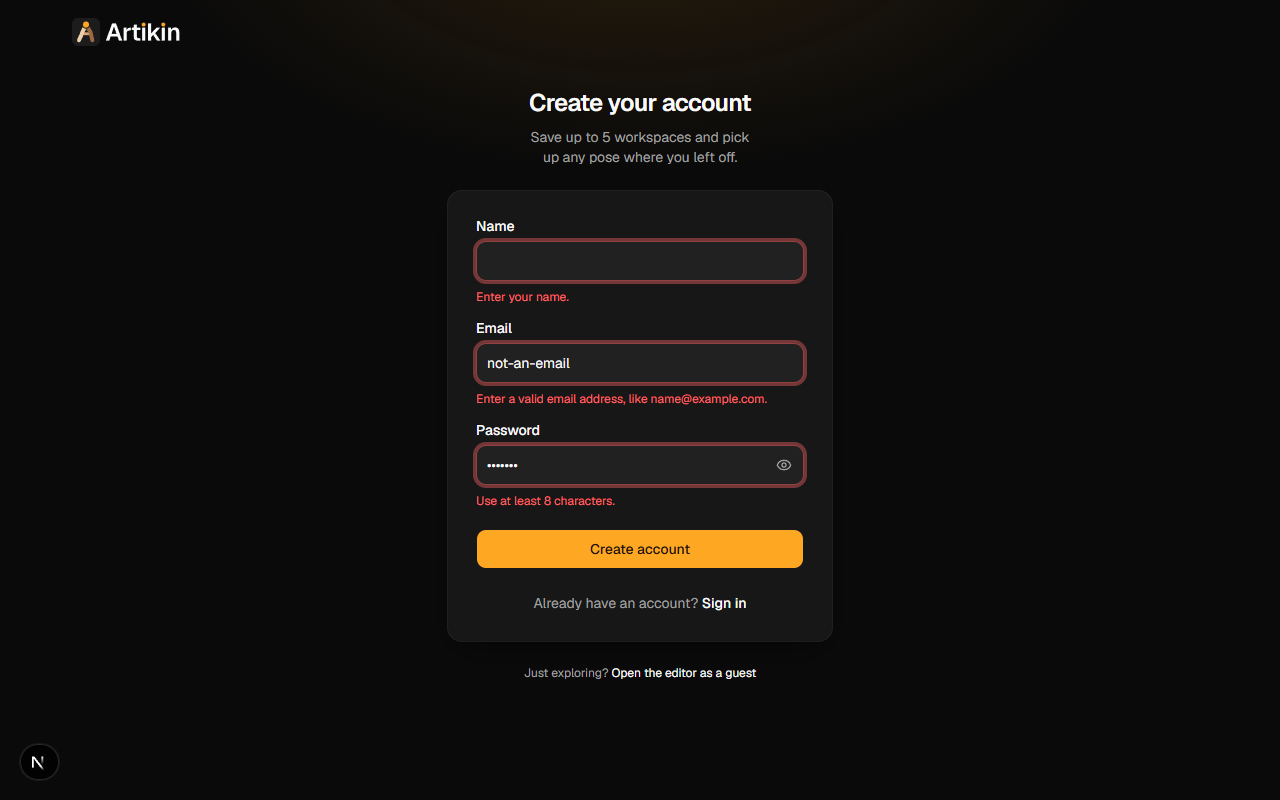 Artikin
Create your account
Save up to 5 workspaces and pick
up any pose where you left off.
Name
Enter your name.
Email
not-an-email
Enter a valid email address, like name@example.com.
Password
•••••••
Use at least 8 characters.
Create account
Already have an account? Sign in
Just exploring? Open the editor as a guest
N